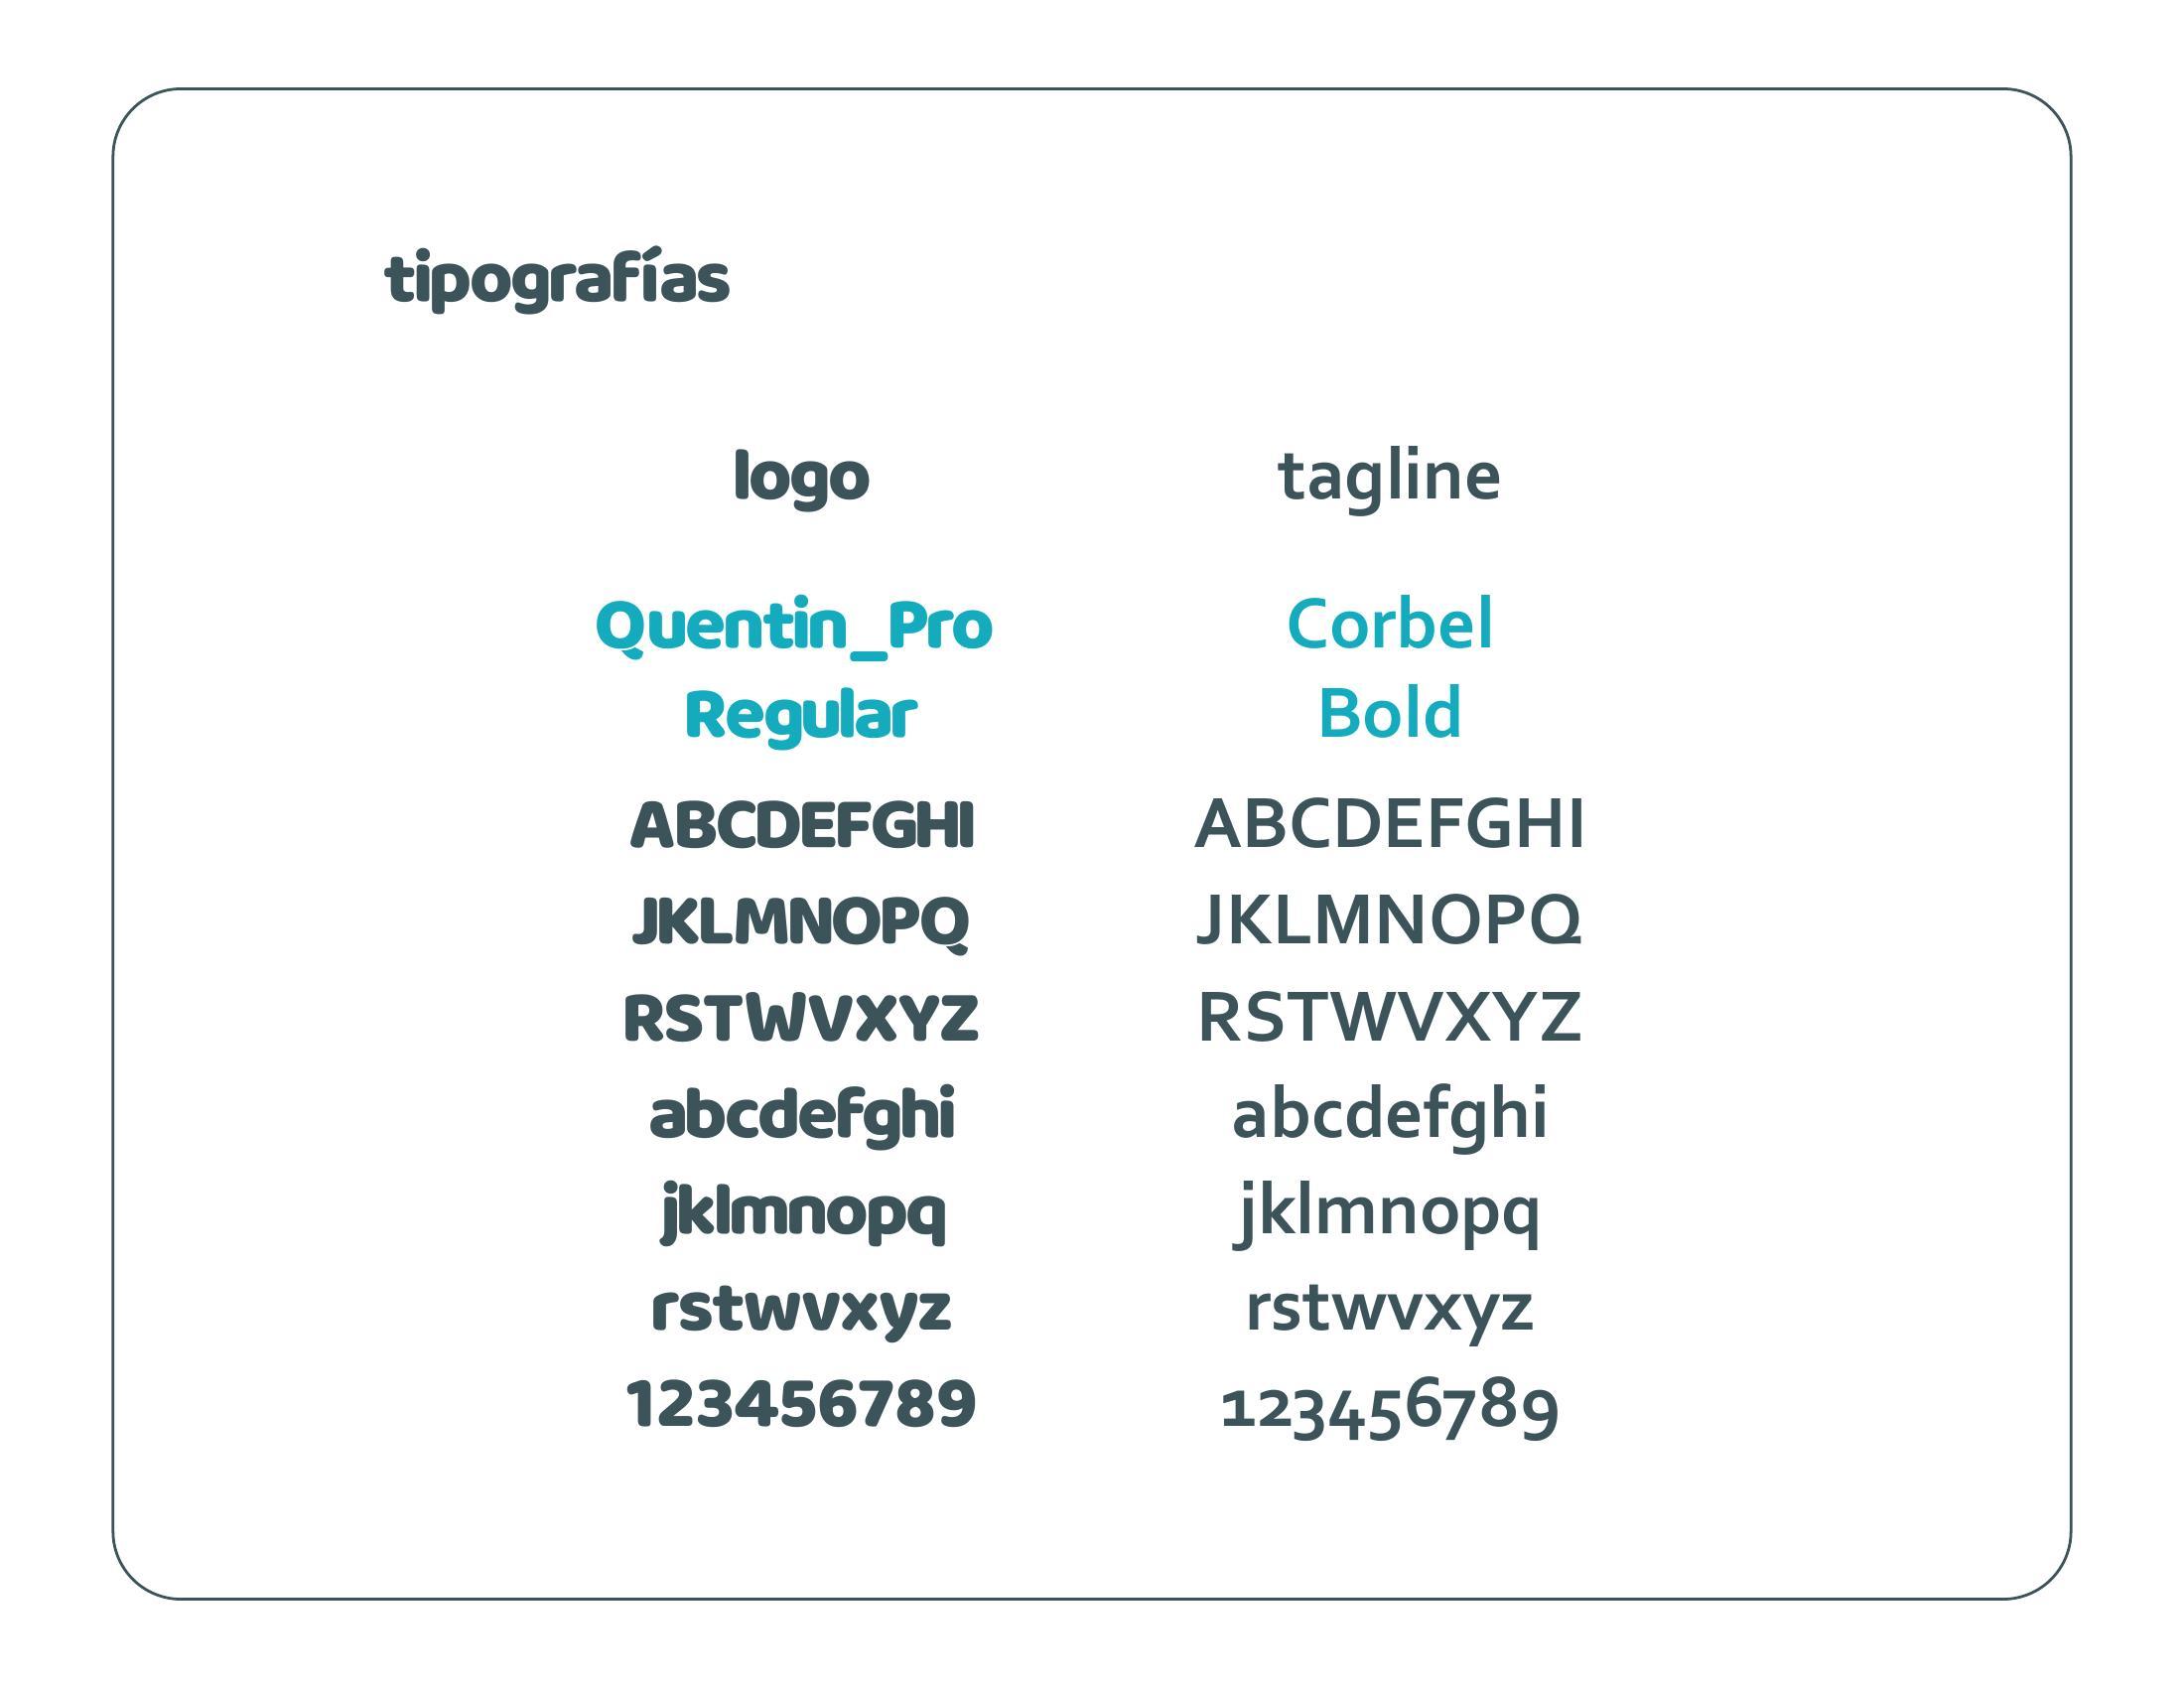 tipografías
logo
tagline
Quentin_Pro
Regular
Corbel
Bold
ABCDEFGHI
JKLMNOPQ
RSTWVXYZ
abcdefghi
jklmnopq
rstwvxyz
123456789
ABCDEFGHI
JKLMNOPQ
RSTWVXYZ
abcdefghi
jklmnopq
rstwvxyz
123456789